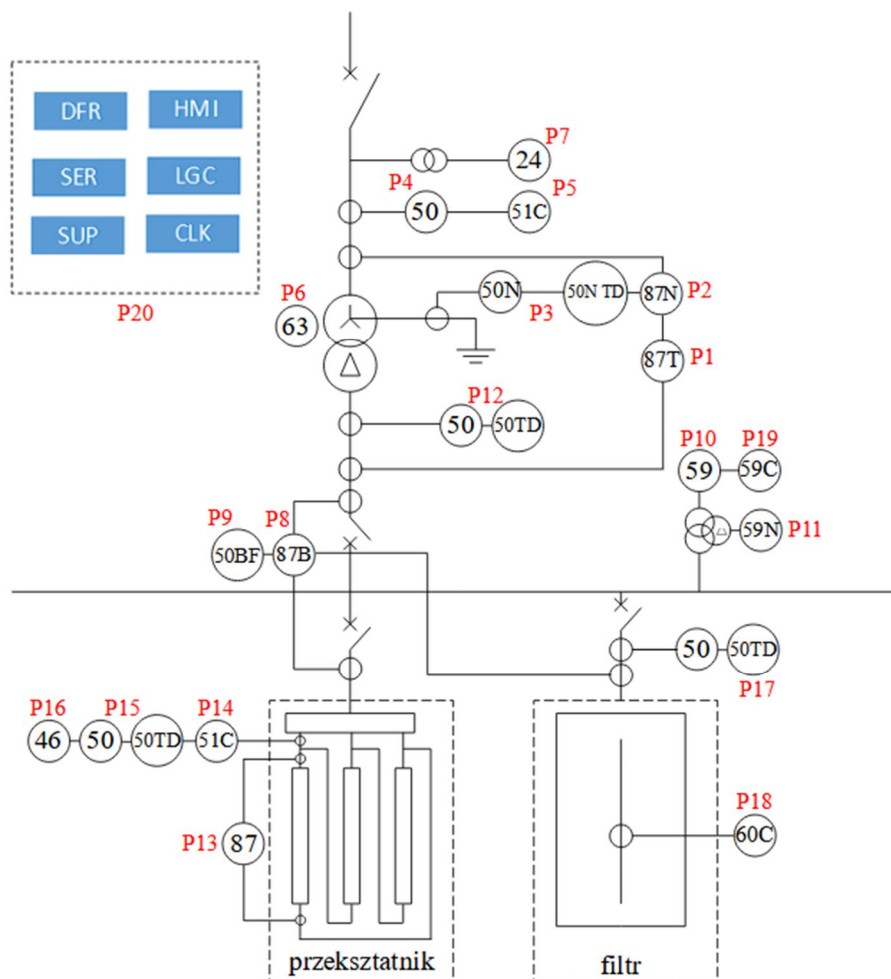 DFR HMI
SER LGC
SUP CLK
P20
P7
24
P4 P5
50 51C
P6
63
50N 50N TD 87N P2
P3
87T P1
P12
50 50TD
P10 P19
59 59C
59N P11
P9 P8
50BF 87B
50 50TD
P17
P16 P15 P14
46 50 50TD 51C
P13 87
P18
60C
przeksztatnik
filtr